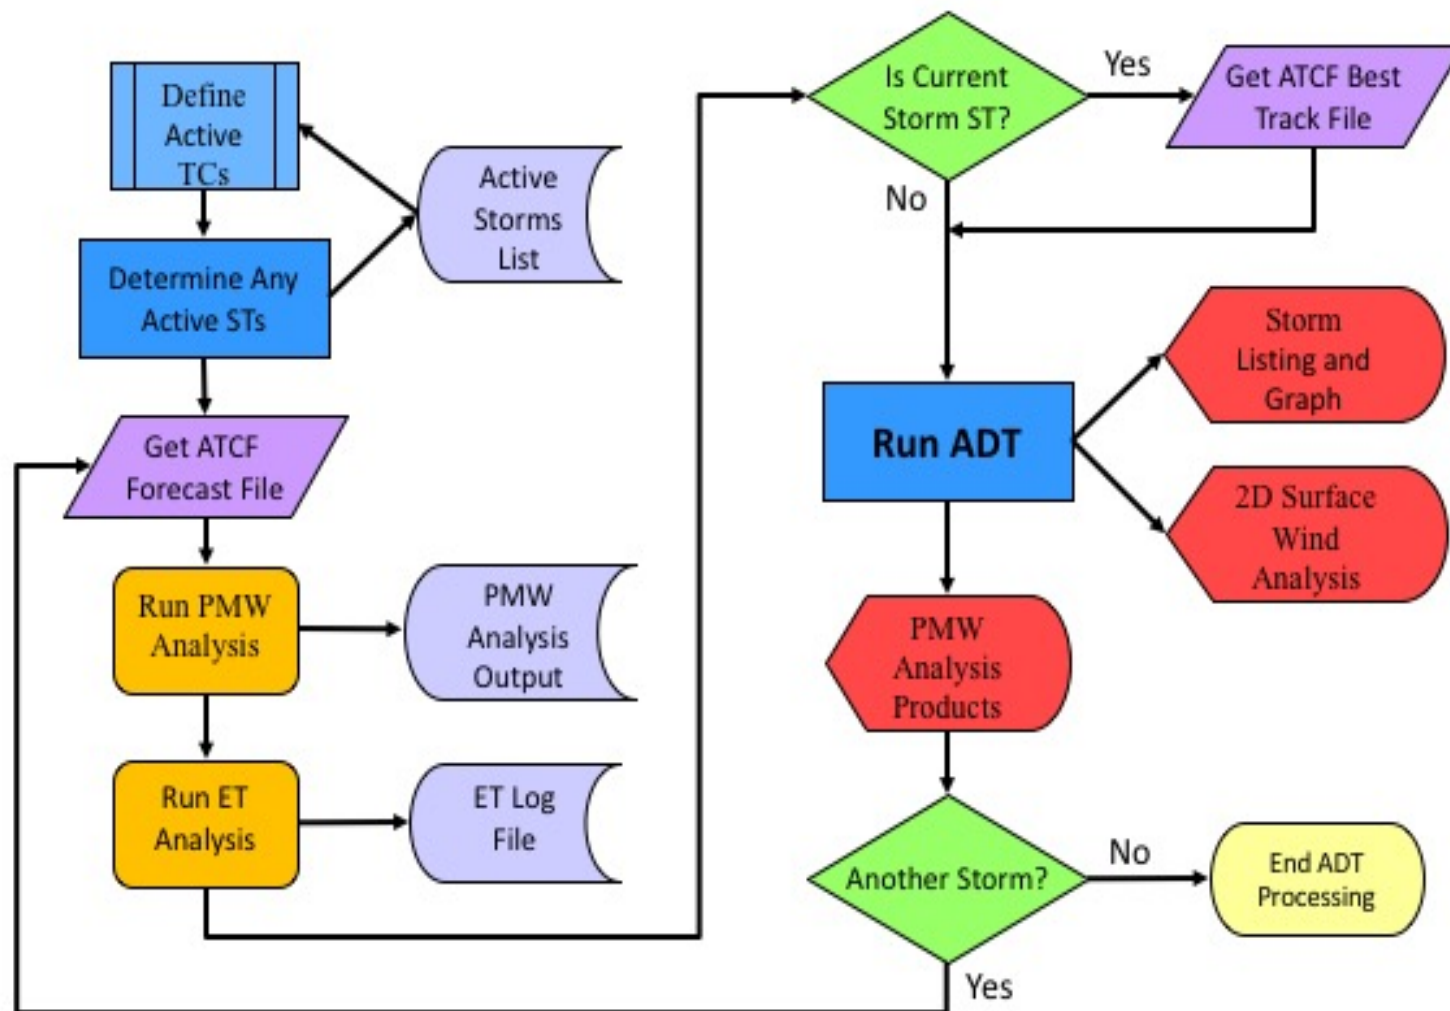 Define
Active
TCs
Active
Storms
List
Determine Any
Active STs
Get ATCF
Forecast File
Run PMW
Analysis
PMW
Analysis
Output
Run ET
Analysis
ET Log
File
Is Current
Storm ST?
Yes
Get ATCF Best
Track File
No
Run ADT
Storm
Listing and
Graph
2D Surface
Wind
Analysis
PMW
Analysis
Products
Another Storm?
No
End ADT
Processing
Yes